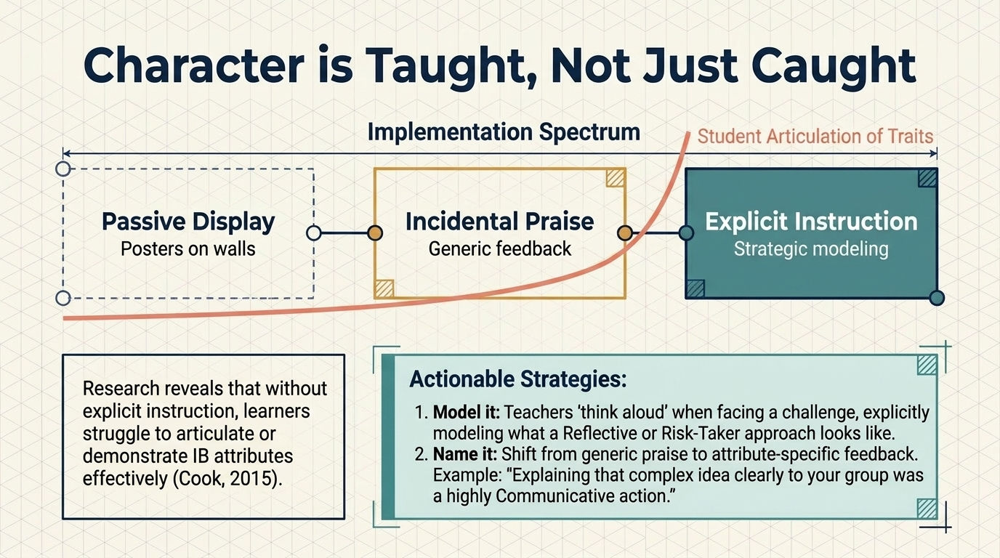 Character is Taught, Not Just Caught
Implementation Spectrum
Student Articulation of Traits
Passive Display
Posters on walls
Incidental Praise
Generic feedback
Explicit Instruction
Strategic modeling
Research reveals that without
explicit instruction, learners
struggle to articulate or
demonstrate IB attributes
effectively (Cook, 2015).
Actionable Strategies:
1. Model it: Teachers ‘think aloud’ when facing a challenge, explicitly
modeling what a Reflective or Risk-Taker approach looks like.
2. Name it: Shift from generic praise to attribute-specific feedback.
Example: “Explaining that complex idea clearly to your group was
a highly Communicative action.”